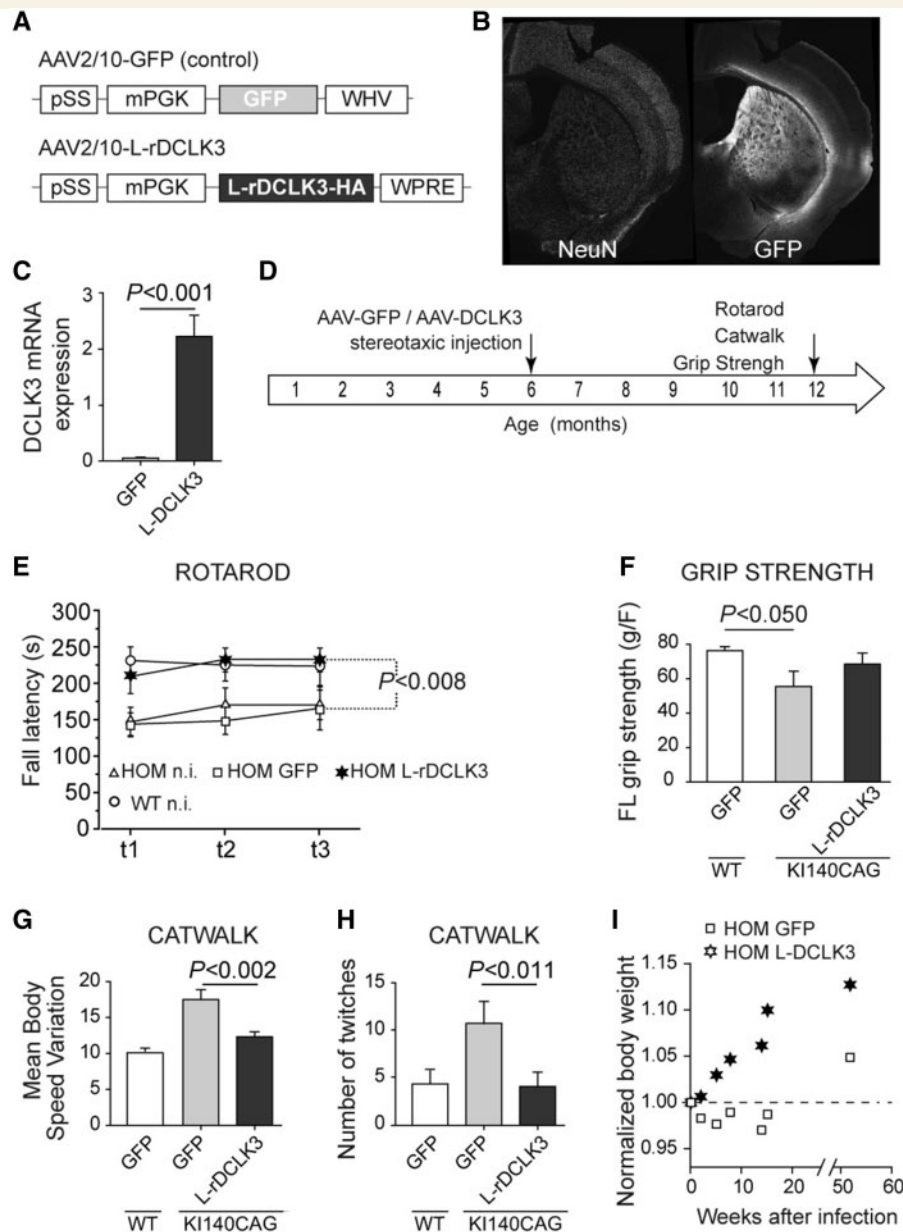 A
AAV2/10-GFP (control)
pSS mPGK GFP WHV
AAV2/10-L-rDCLK3
pSS mPGK L-rDCLK3-HA WPRE
B
NeuN GFP
C
P<0.001
DCLK3 mRNA
expression
3
2
1
0
GFP L-DCLK3
D
AAV-GFP / AAV-DCLK3
stereotaxic injection
Rotarod
Catwalk
Grip Strengh
1 2 3 4 5 6 7 8 9 10 11 12
Age (months)
E
ROTAROD
Fall latency (s)
300
250
200
150
100
75
50
25
0
P<0.008
HOM n.i. HOM GFP HOM L-rDCLK3
WT n.i.
t1 t2 t3
F
GRIP STRENGTH
P<0.050
FL grip strength (g/F)
80
60
40
20
0
GFP GFP L-rDCLK3
WT KI140CAG
G
CATWALK
P<0.002
Mean Body
Speed Variation
20
15
10
5
0
GFP GFP L-rDCLK3
WT KI140CAG
H
CATWALK
P<0.011
Number of twitches
15
10
5
0
GFP GFP L-rDCLK3
WT KI140CAG
I
HOM GFP
HOM L-DCLK3
Normalized body weight
1.15
1.10
1.05
1.00
0.95
0 10 20 50 60
Weeks after infection